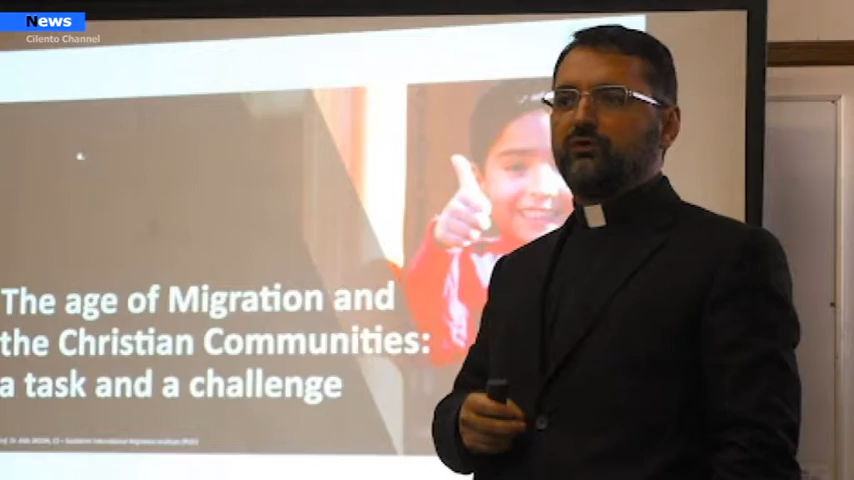 News
Cilento Channel
The age of Migration and
the Christian Communities:
a task and a challenge